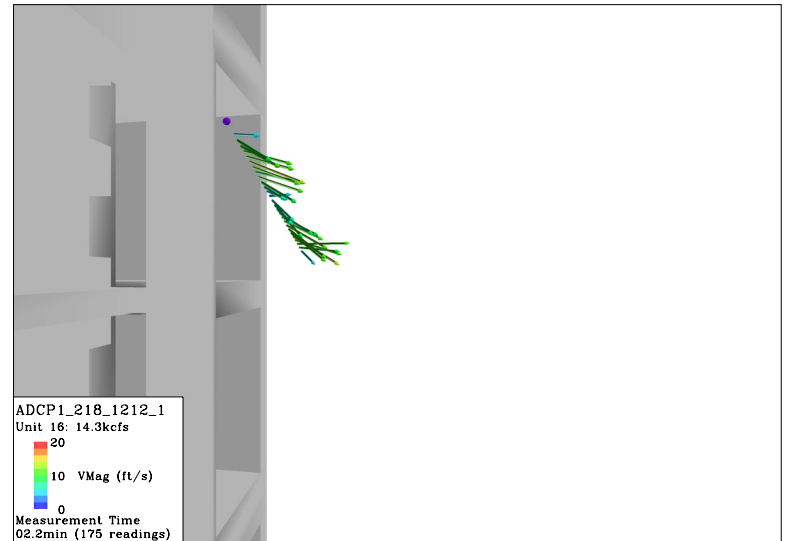 ADCP1_218_1212_1
Unit 16: 14.3kcfs
20
10 VMag (ft/s)
0
Measurement Time
02.2min (175 readings)